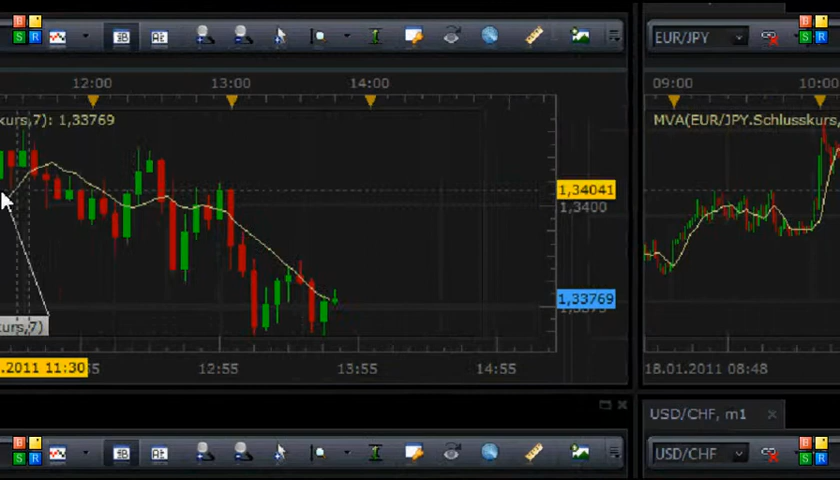 EUR/JPY
12:00 13:00 14:00
09:00 10:00
kurs,7): 1,33769
MVA(EUR/JPY.Schlusskurs,
1,34041
1,3400
1,33769
kurs,7)
.2011 11:30
12:55 13:55 14:55
18.01.2011 08:48
USD/CHF, m1
USD/CHF